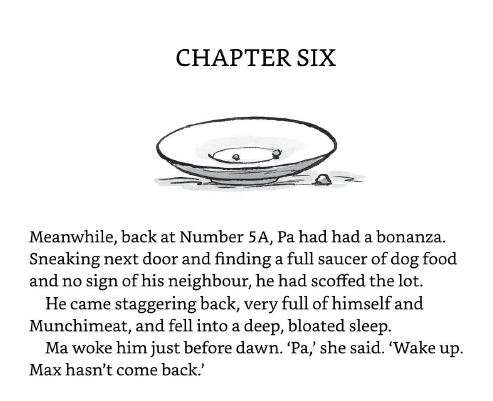 CHAPTER SIX
Meanwhile, back at Number 5A, Pa had had a bonanza.
Sneaking next door and finding a full saucer of dog food
and no sign of his neighbour, he had scoffed the lot.
He came staggering back, very full of himself and
Munchimeat, and fell into a deep, bloated sleep.
Ma woke him just before dawn. ‘Pa,’ she said. ‘Wake up.
Max hasn’t come back.’